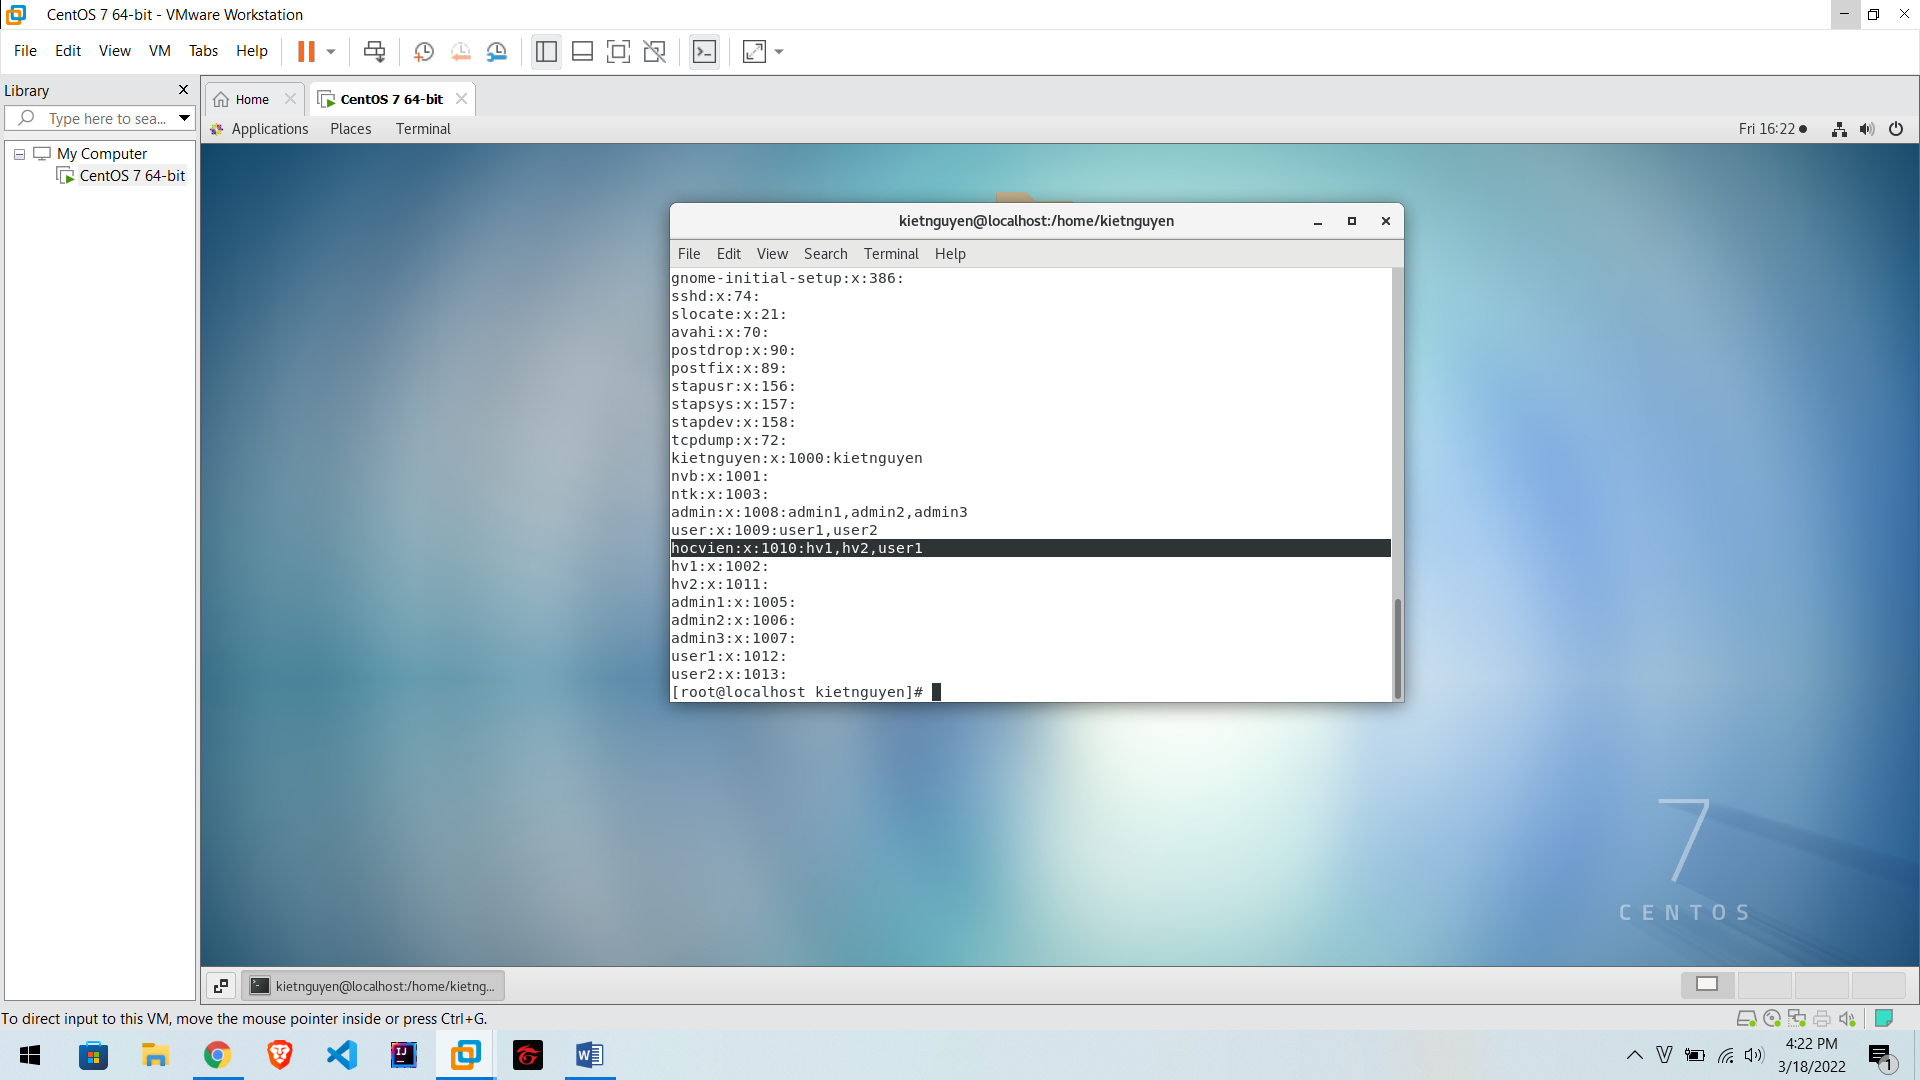 CentOS 7 64-bit - VMware Workstation
File Edit View VM Tabs Help
Library
Type here to sea...
My Computer
CentOS 7 64-bit
Home
CentOS 7 64-bit
Applications Places Terminal
Fri 16:22
kietnguyen@localhost:/home/kietnguyen
File Edit View Search Terminal Help
gnome-initial-setup:x:386:
sshd:x:74:
slocate:x:21:
avahi:x:70:
postdrop:x:90:
postfix:x:89:
stapusr:x:156:
stapsys:x:157:
stapdev:x:158:
tcpdump:x:72:
kietnguyen:x:1000:kietnguyen
nvb:x:1001:
ntk:x:1003:
admin:x:1008:admin1,admin2,admin3
user:x:1009:user1,user2
hocvien:x:1010:hv1,hv2,user1
hv1:x:1002:
hv2:x:1011:
admin1:x:1005:
admin2:x:1006:
admin3:x:1007:
user1:x:1012:
user2:x:1013:
[root@localhost kietnguyen]#
7
CENTOS
kietnguyen@localhost:/home/kietng...
To direct input to this VM, move the mouse pointer inside or press Ctrl+G.
IJ
W
V
4:22 PM
3/18/2022
1